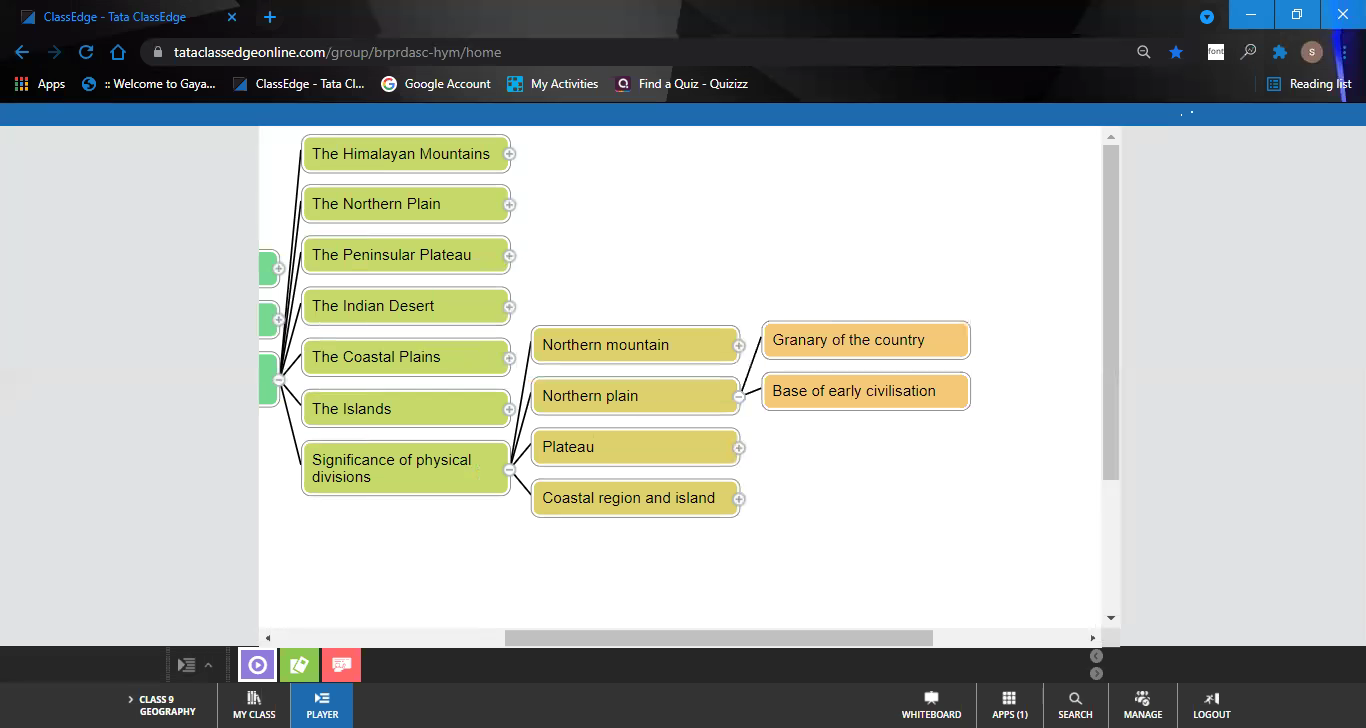 ClassEdge - Tata ClassEdge
tataclassedgeonline.com/group/brprdasc-hym/home
font
S
Apps
:: Welcome to Gaya...
ClassEdge - Tata Cl...
Google Account
My Activities
Find a Quiz - Quizizz
Reading list
The Himalayan Mountains
The Northern Plain
The Peninsular Plateau
The Indian Desert
The Coastal Plains
The Islands
Significance of physical
divisions
Northern mountain
Northern plain
Plateau
Coastal region and island
Granary of the country
Base of early civilisation
CLASS 9
GEOGRAPHY
MY CLASS
PLAYER
WHITEBOARD
APPS (1)
SEARCH
MANAGE
LOGOUT